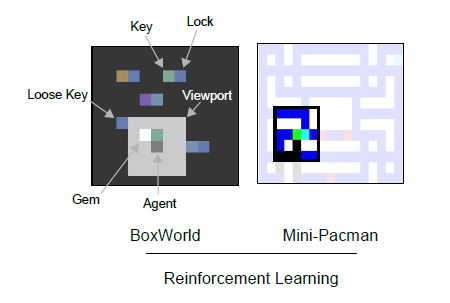 Key
Lock
Loose Key
Viewport
Gem
Agent
BoxWorld
Mini-Pacman
Reinforcement Learning